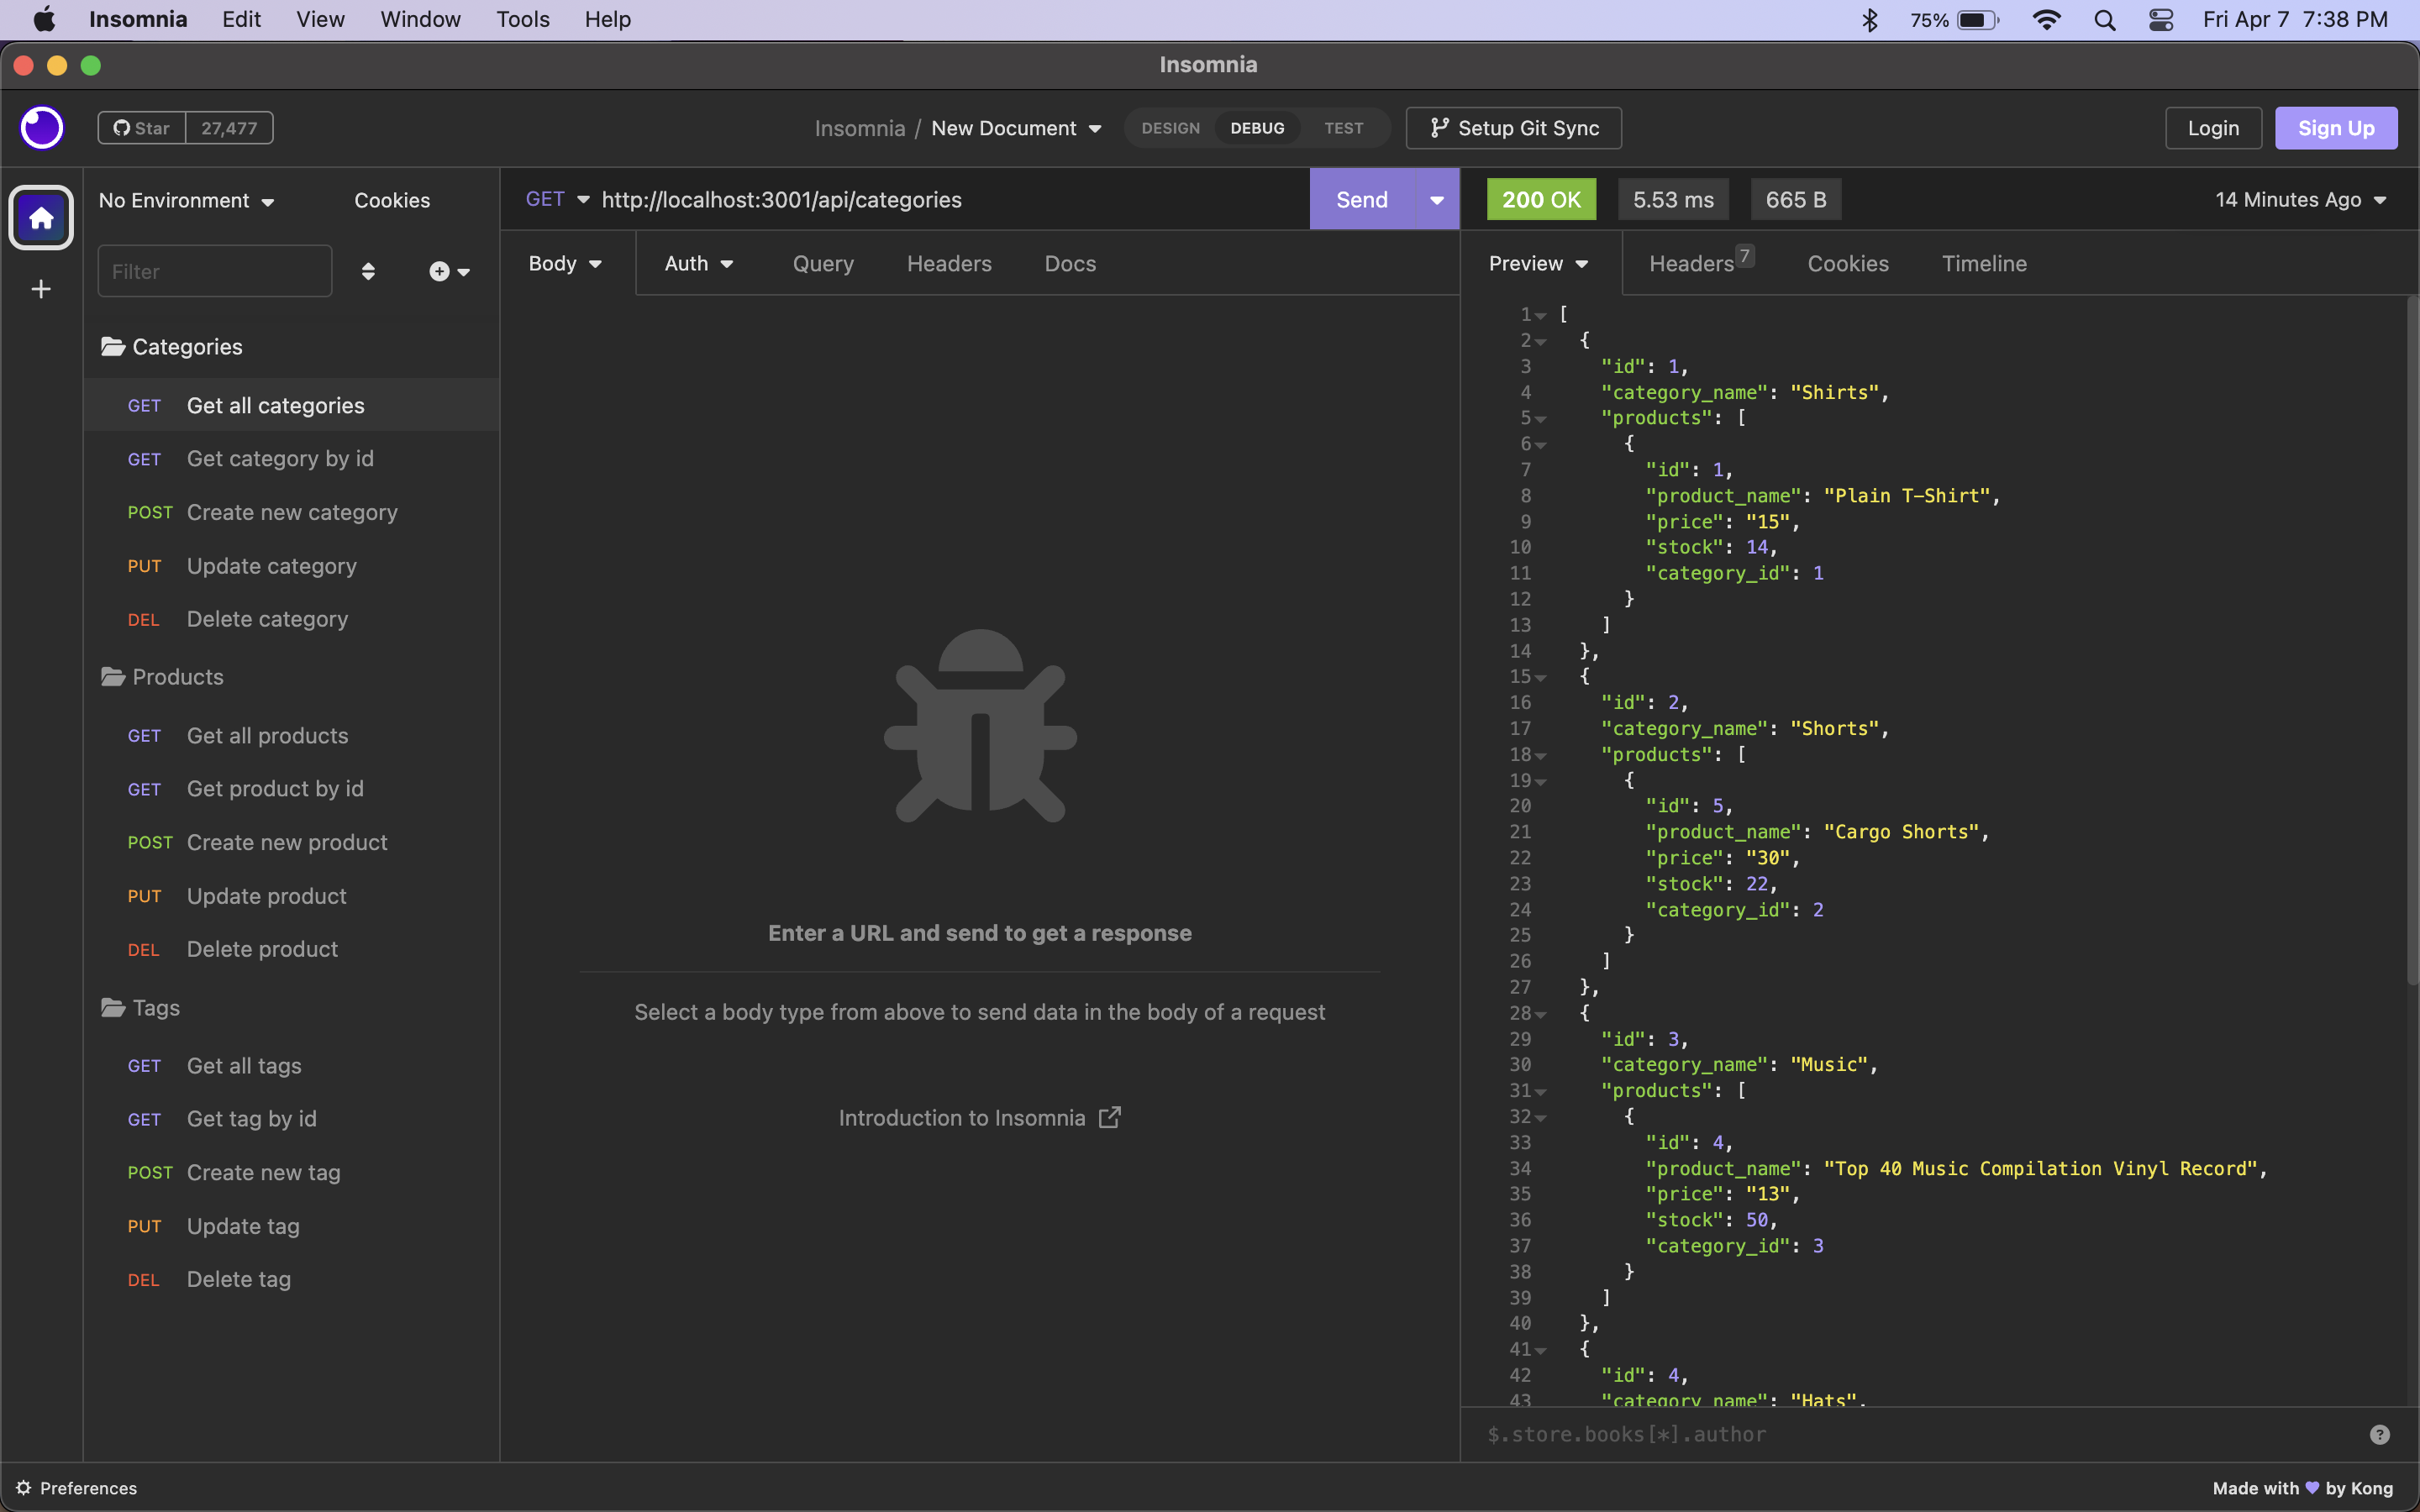 Insomnia Edit View Window Tools Help 75% Fri Apr 7 7:38 PM
Insomnia
Star 27,477 Insomnia / New Document DESIGN DEBUG TEST Setup Git Sync Login Sign Up
No Environment Cookies
Filter
Categories
GET Get all categories
GET Get category by id
POST Create new category
PUT Update category
DEL Delete category
Products
GET Get all products
GET Get product by id
POST Create new product
PUT Update product
DEL Delete product
Tags
GET Get all tags
GET Get tag by id
POST Create new tag
PUT Update tag
DEL Delete tag
GET http://localhost:3001/api/categories Send
Body Auth Query Headers Docs
Enter a URL and send to get a response
Select a body type from above to send data in the body of a request
Introduction to Insomnia
200 OK 5.53 ms 665 B 14 Minutes Ago
Preview Headers 7 Cookies Timeline
1 [
2 {
3 "id": 1,
4 "category_name": "Shirts",
5 "products": [
6 {
7 "id": 1,
8 "product_name": "Plain T-Shirt",
9 "price": "15",
10 "stock": 14,
11 "category_id": 1
12 }
13 ]
14 },
15 {
16 "id": 2,
17 "category_name": "Shorts",
18 "products": [
19 {
20 "id": 5,
21 "product_name": "Cargo Shorts",
22 "price": "30",
23 "stock": 22,
24 "category_id": 2
25 }
26 ]
27 },
28 {
29 "id": 3,
30 "category_name": "Music",
31 "products": [
32 {
33 "id": 4,
34 "product_name": "Top 40 Music Compilation Vinyl Record",
35 "price": "13",
36 "stock": 50,
37 "category_id": 3
38 }
39 ]
40 },
41 {
42 "id": 4,
43 "category_name": "Hats",
$.store.books[*].author ?
Preferences Made with 💜 by Kong